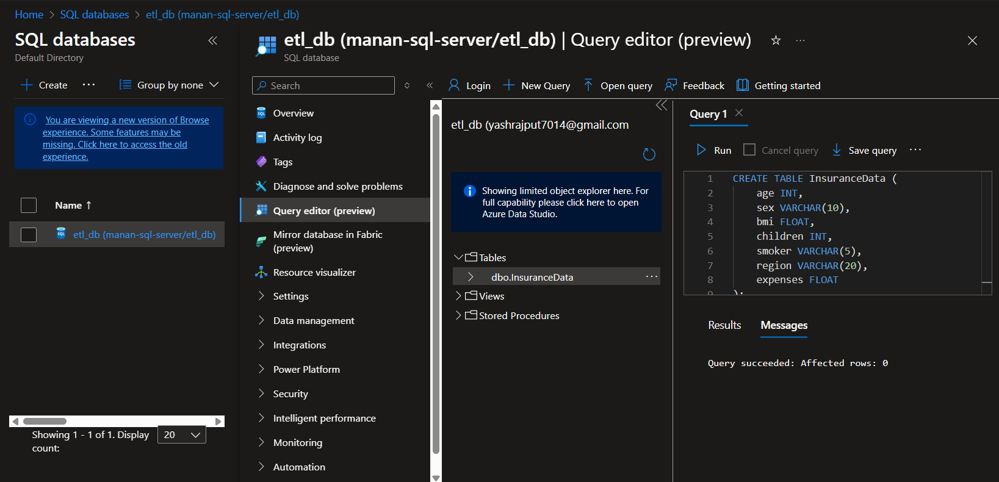 Home > SQL databases > etl_db (manan-sql-server/etl_db)
SQL databases
Default Directory
Create
Group by none
You are viewing a new version of Browse
experience. Some features may be
missing. Click here to access the old
experience.
Name ↑
etl_db (manan-sql-server/etl_db)
Showing 1 - 1 of 1. Display
count:
20
etl_db (manan-sql-server/etl_db) | Query editor (preview)
SQL database
Search
Overview
Activity log
Tags
Diagnose and solve problems
Query editor (preview)
Mirror database in Fabric
(preview)
Resource visualizer
Settings
Data management
Integrations
Power Platform
Security
Intelligent performance
Monitoring
Automation
Login
New Query
Open query
Feedback
Getting started
etl_db (yashrajput7014@gmail.com
Showing limited object explorer here. For
full capability please click here to open
Azure Data Studio.
Tables
dbo.InsuranceData
Views
Stored Procedures
Query 1
Run
Cancel query
Save query
1 CREATE TABLE InsuranceData (
2 age INT,
3 sex VARCHAR(10),
4 bmi FLOAT,
5 children INT,
6 smoker VARCHAR(5),
7 region VARCHAR(20),
8 expenses FLOAT
9 );
Results
Messages
Query succeeded: Affected rows: 0